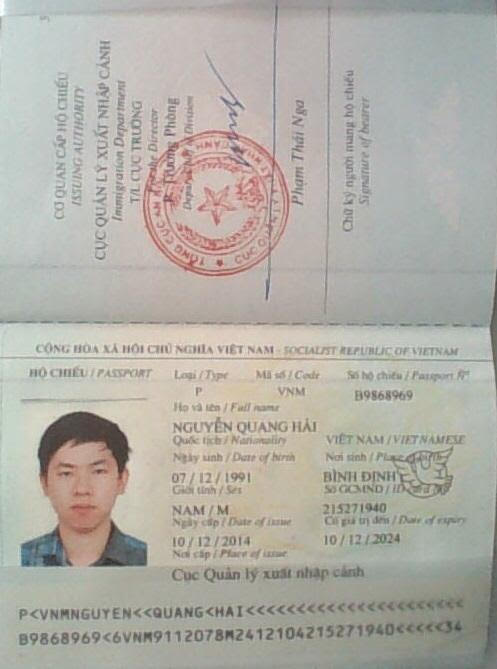 5
CƠ QUAN CẤP HỘ CHIẾU
ISSUING AUTHORITY
CỤC QUẢN LÝ XUẤT NHẬP CẢNH
Immigration Department
T/L CỤC TRƯỞNG
Director
Trưởng Phòng
Division
Phạm Thái Nga
Chữ ký người mang hộ chiếu
Signature of bearer
CỘNG HÒA XÃ HỘI CHỦ NGHĨA VIỆT NAM - SOCIALIST REPUBLIC OF VIETNAM
HỘ CHIẾU / PASSPORT Loại / Type Mã số / Code Số hộ chiếu / Passport Nº
P VNM B9868969
Họ và tên / Full name
NGUYỄN QUANG HẢI
Quốc tịch / Nationality VIỆT NAM / VIETNAMESE
Ngày sinh / Date of birth Nơi sinh / Place of birth
07 / 12 / 1991 BÌNH ĐỊNH
Giới tính / Sex Số GCMND / ID card Nº
NAM / M 215271940
Ngày cấp / Date of issue Có giá trị đến / Date of expiry
10 / 12 / 2014 10 / 12 / 2024
Nơi cấp / Place of issue
Cục Quản lý xuất nhập cảnh
P<VNMNGUYEN<<QUANG<HAI<<<<<<<<<<<<<<<<<<<<<<
B9868969<6VNM9112078M2412104215271940<<<<<34